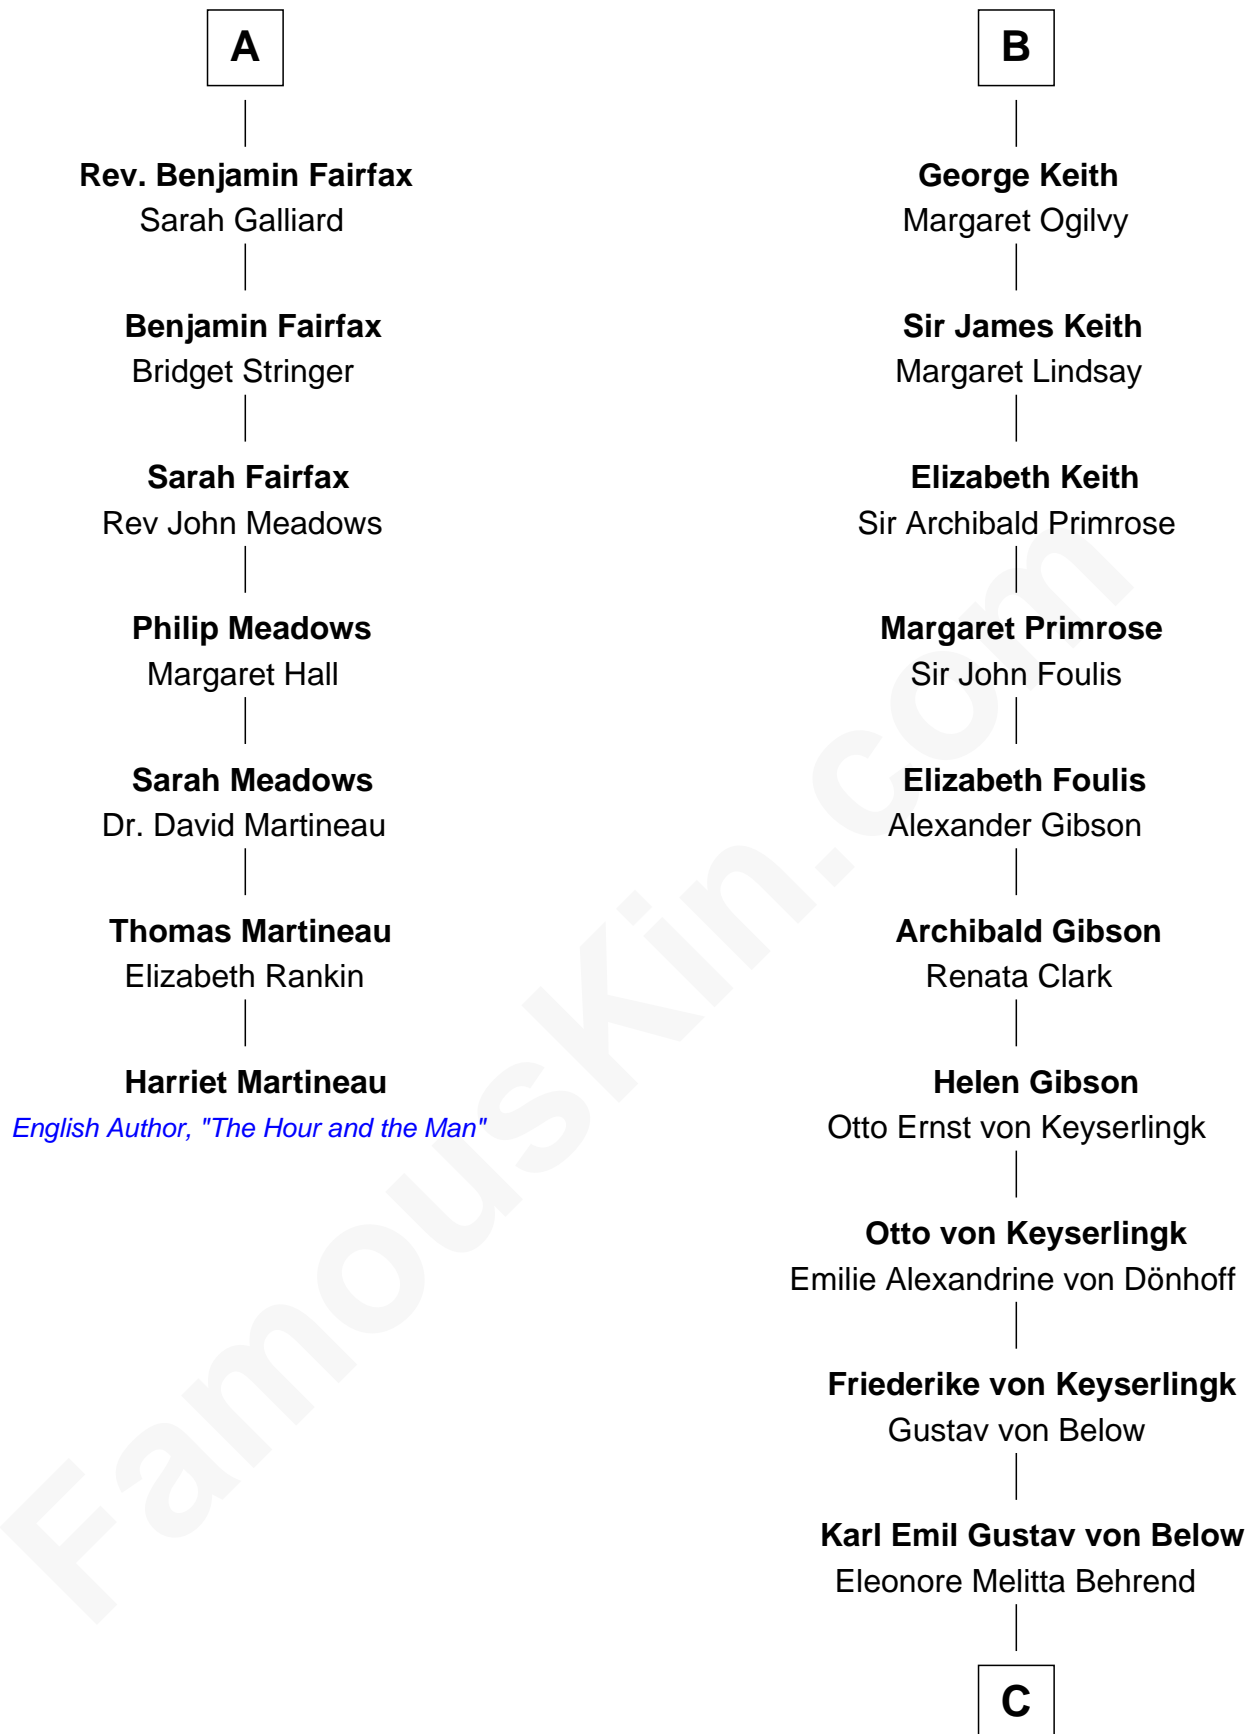 A
Rev. Benjamin Fairfax
Sarah Galliard
Benjamin Fairfax
Bridget Stringer
Sarah Fairfax
Rev John Meadows
Philip Meadows
Margaret Hall
Sarah Meadows
Dr. David Martineau
Thomas Martineau
Elizabeth Rankin
Harriet Martineau
English Author, "The Hour and the Man"
B
George Keith
Margaret Ogilvy
Sir James Keith
Margaret Lindsay
Elizabeth Keith
Sir Archibald Primrose
Margaret Primrose
Sir John Foulis
Elizabeth Foulis
Alexander Gibson
Archibald Gibson
Renata Clark
Helen Gibson
Otto Ernst von Keyserlingk
Otto von Keyserlingk
Emilie Alexandrine von Dönhoff
Friederike von Keyserlingk
Gustav von Below
Karl Emil Gustav von Below
Eleonore Melitta Behrend
C
FamousKin.com